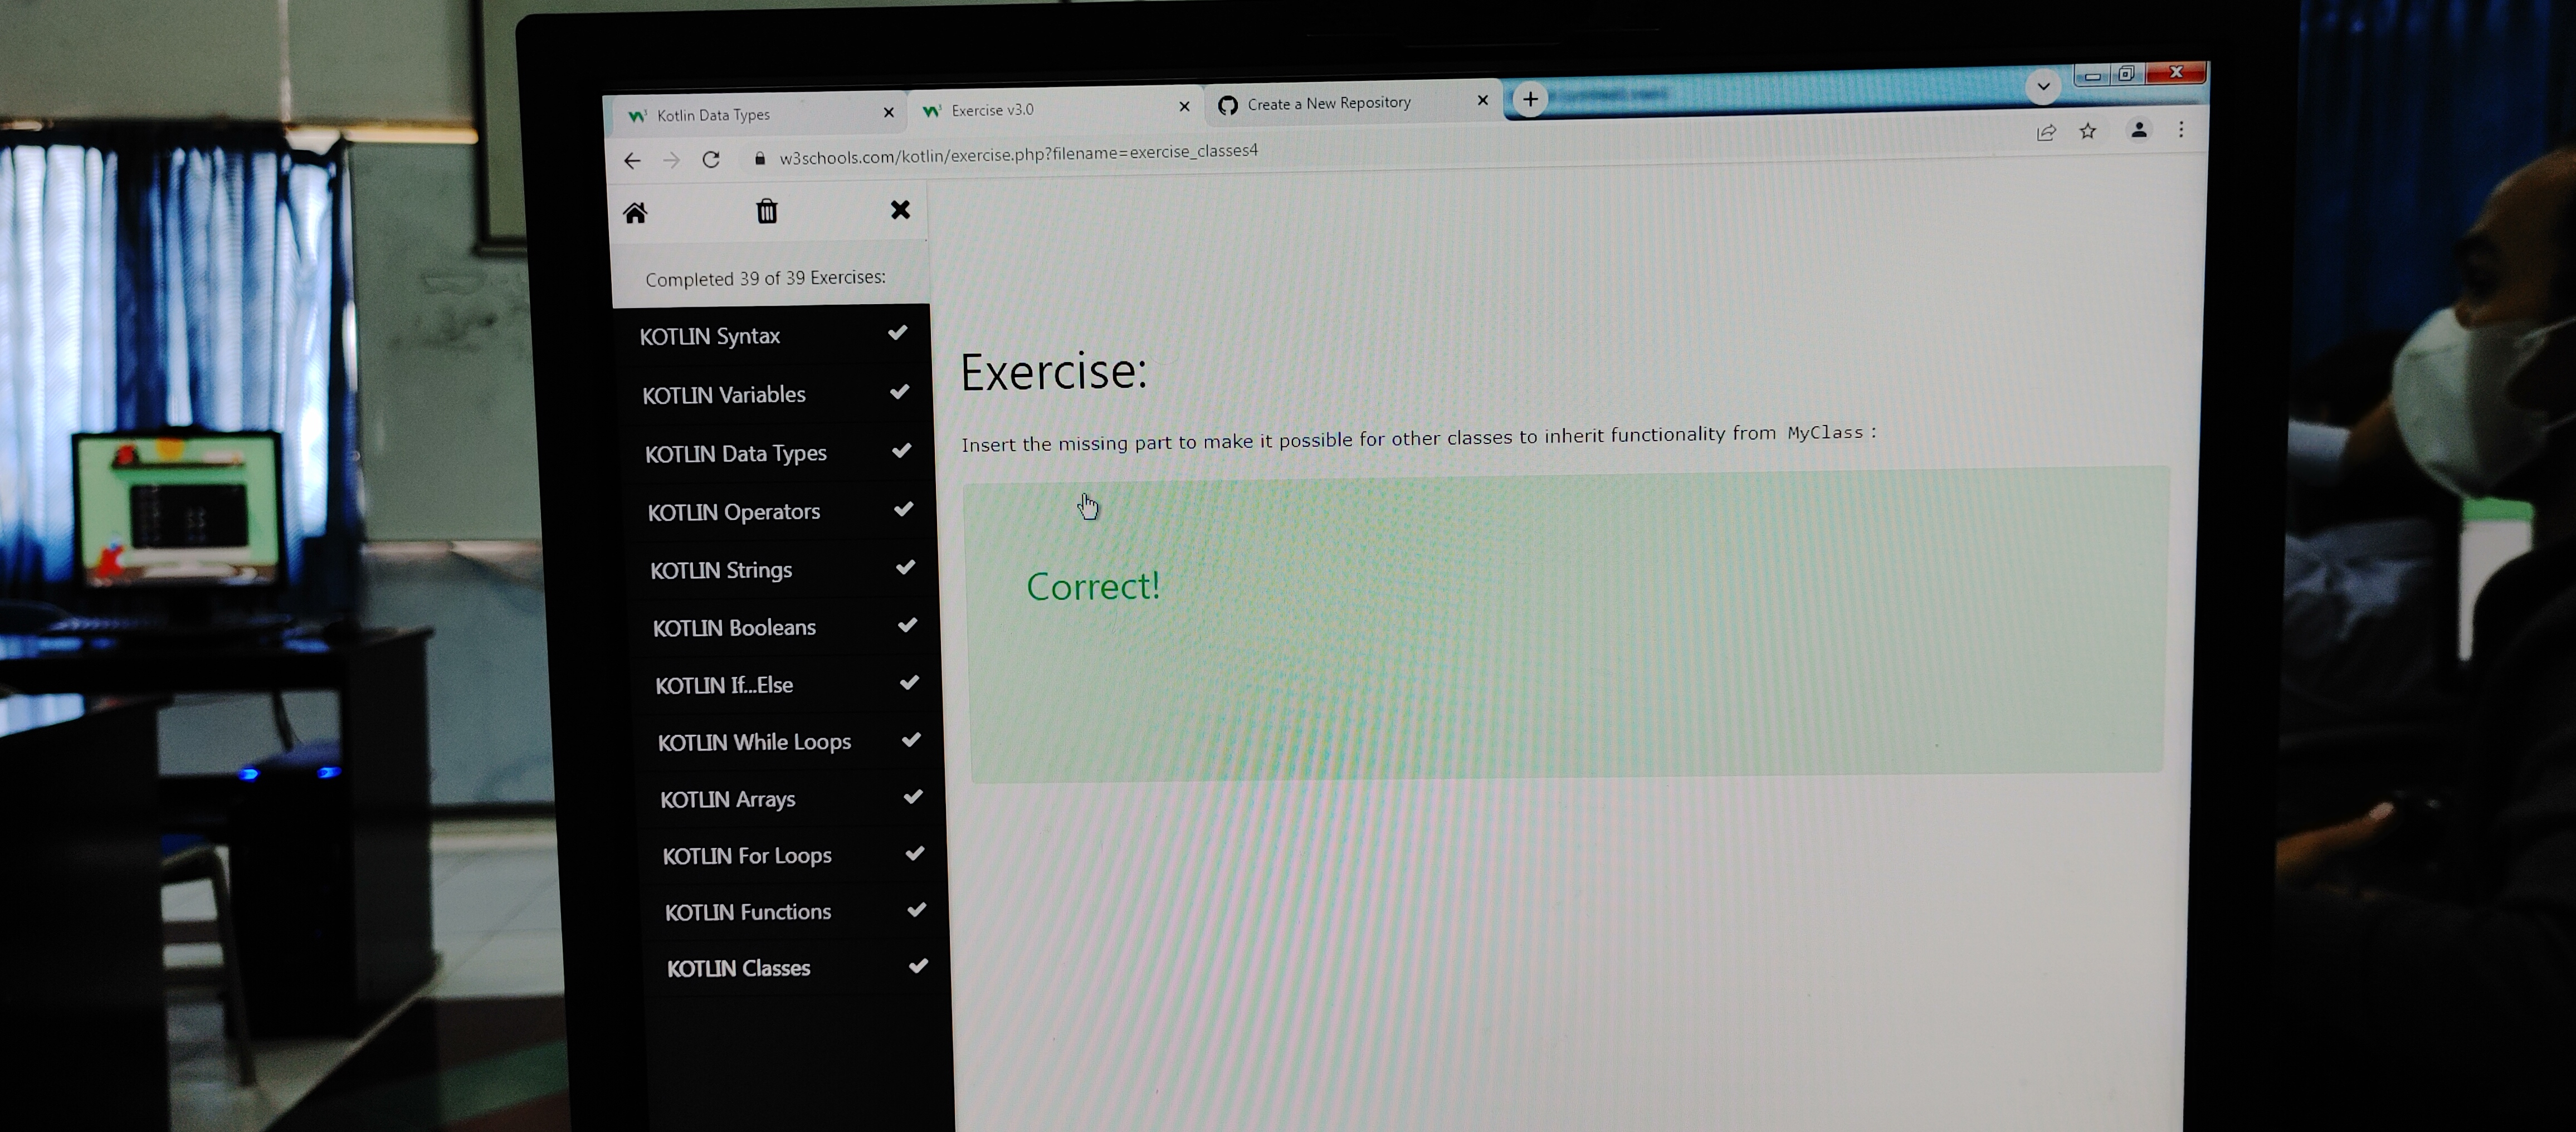 Kotlin Data Types
Exercise v3.0
Create a New Repository
w3schools.com/kotlin/exercise.php?filename=exercise_classes4
Completed 39 of 39 Exercises:
KOTLIN Syntax
KOTLIN Variables
KOTLIN Data Types
KOTLIN Operators
KOTLIN Strings
KOTLIN Booleans
KOTLIN If...Else
KOTLIN While Loops
KOTLIN Arrays
KOTLIN For Loops
KOTLIN Functions
KOTLIN Classes
Exercise:
Insert the missing part to make it possible for other classes to inherit functionality from MyClass :
Correct!